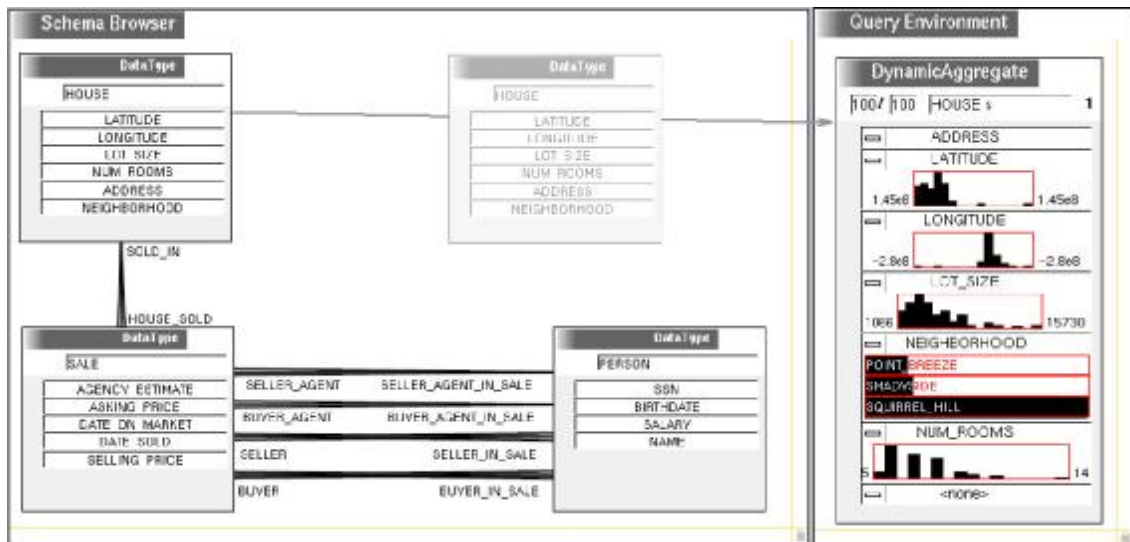 Schema Browser
DataType
HOUSE
LATITUDE
LONGITUDE
LOT SIZE
NUM ROOMS
ADDRESS
NEIGHBORHOOD
DataType
HOUSE
LATITUDE
LONGITUDE
LOT SIZE
NUM ROOMS
ADDRESS
NEIGHBORHOOD
SOLD_IN
HOUSE_SOLD
DataType
SALE
AGENCY ESTIMATE
ASKING PRICE
DATE ON MARKET
DATE SOLD
SELLING PRICE
SELLER_AGENT SELLER_AGENT_IN_SALE
BUYER_AGENT BUYER_AGENT_IN_SALE
SELLER SELLER_IN_SALE
BUYER BUYER_IN_SALE
DataType
PERSON
SSN
BIRTHDATE
SALARY
NAME
Query Environment
DynamicAggregate
100/ 100 HOUSE s 1
ADDRESS
LATITUDE
1.45e8 1.45e8
LONGITUDE
-2.8e8 -2.8e8
LOT_SIZE
1066 15730
NEIGHBORHOOD
POINT_BREEZE
SHADYSIDE
SQUIRREL_HILL
NUM_ROOMS
5 14
<none>